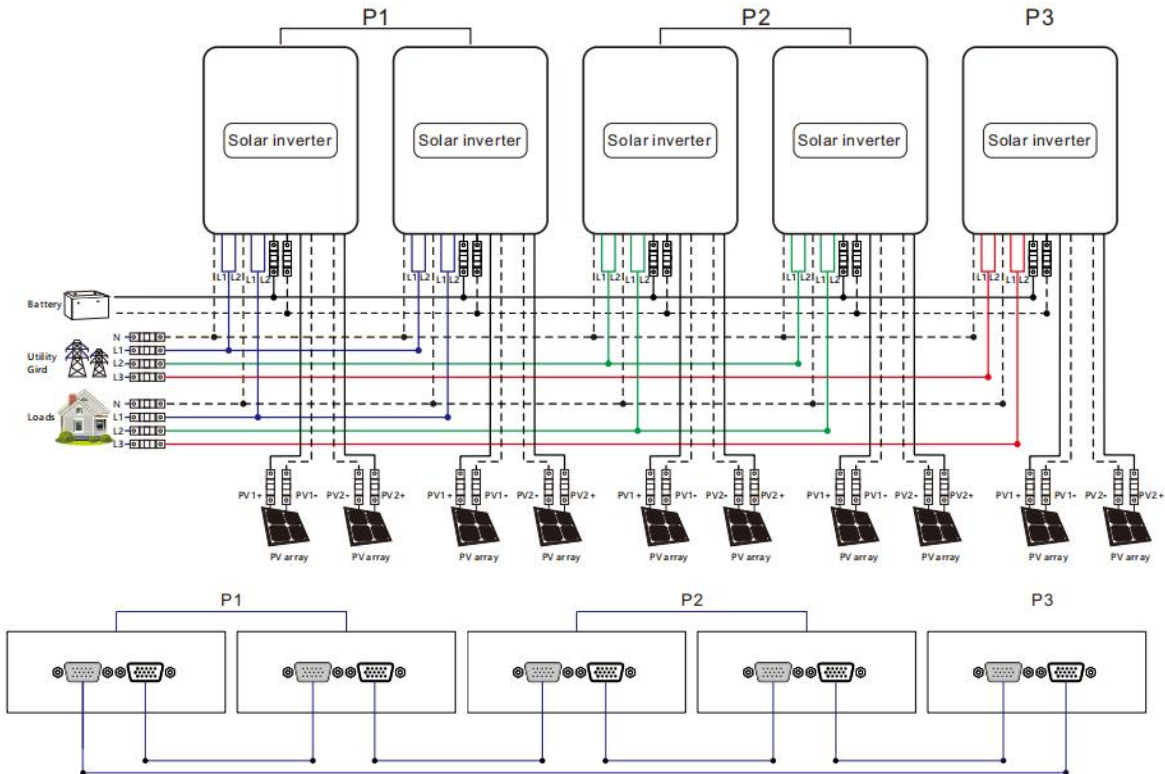 P1 P2 P3
Solar inverter Solar inverter Solar inverter Solar inverter Solar inverter
L1 L2 L1 L2 L1 L2 L1 L2 L1 L2 L1 L2 L1 L2 L1 L2 L1 L2 L1 L2
Battery
N
L1
Utility
Gird
L2
L3
N
Loads
L1
L2
L3
PV1+ PV1- PV2- PV2+ PV1+ PV1- PV2- PV2+ PV1+ PV1- PV2- PV2+ PV1+ PV1- PV2- PV2+ PV1+ PV1- PV2- PV2+
PV array PV array PV array PV array PV array PV array PV array PV array PV array PV array
P1 P2 P3